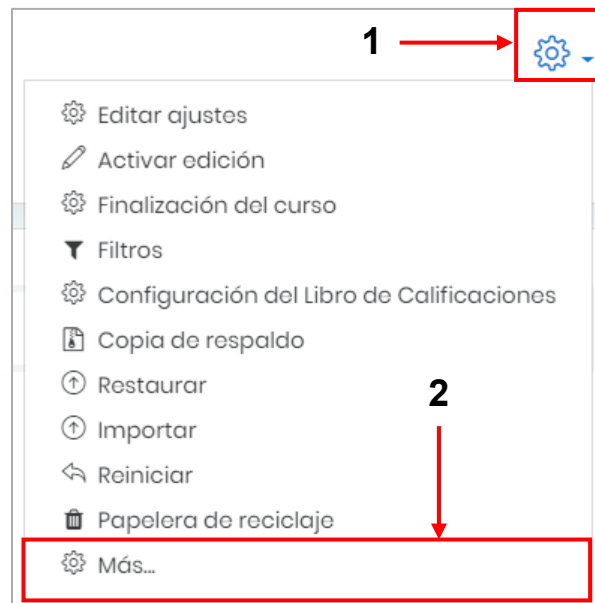 1
Editar ajustes
Activar edición
Finalización del curso
Filtros
Configuración del Libro de Calificaciones
Copia de respaldo
Restaurar
2
Importar
Reiniciar
Papelera de reciclaje
Más...